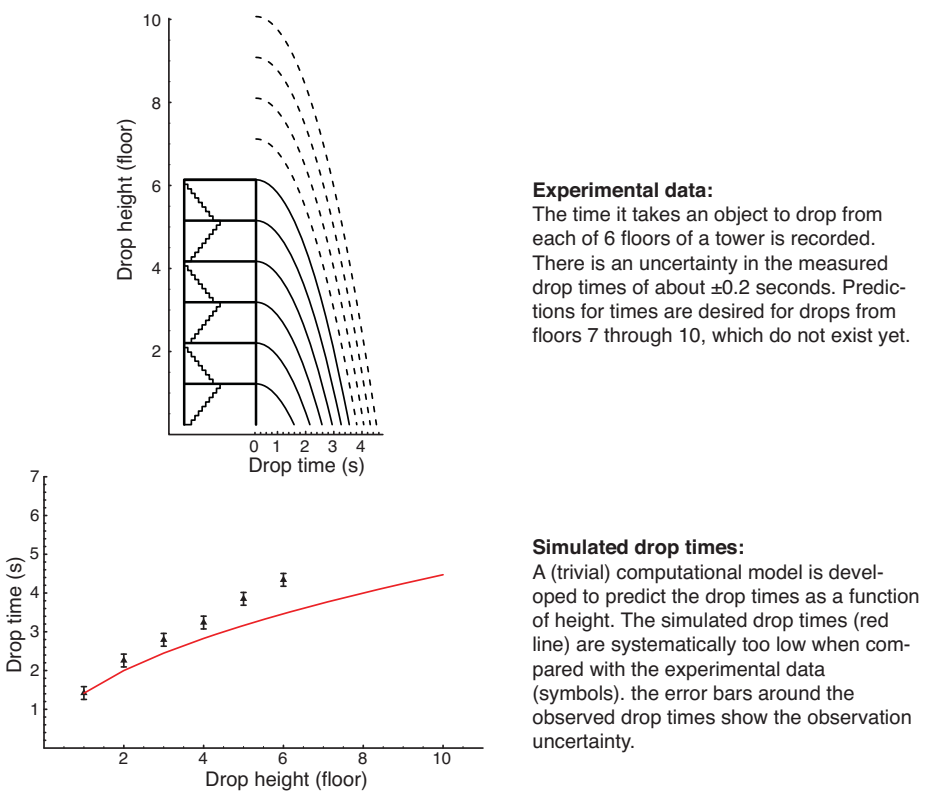 10
8
6
4
2
Drop height (floor)
0 1 2 3 4
Drop time (s)
Experimental data:
The time it takes an object to drop from
each of 6 floors of a tower is recorded.
There is an uncertainty in the measured
drop times of about ±0.2 seconds. Predic-
tions for times are desired for drops from
floors 7 through 10, which do not exist yet.
7
6
5
4
3
2
1
Drop time (s)
2 4 6 8 10
Drop height (floor)
Simulated drop times:
A (trivial) computational model is devel-
oped to predict the drop times as a function
of height. The simulated drop times (red
line) are systematically too low when com-
pared with the experimental data
(symbols). the error bars around the
observed drop times show the observation
uncertainty.